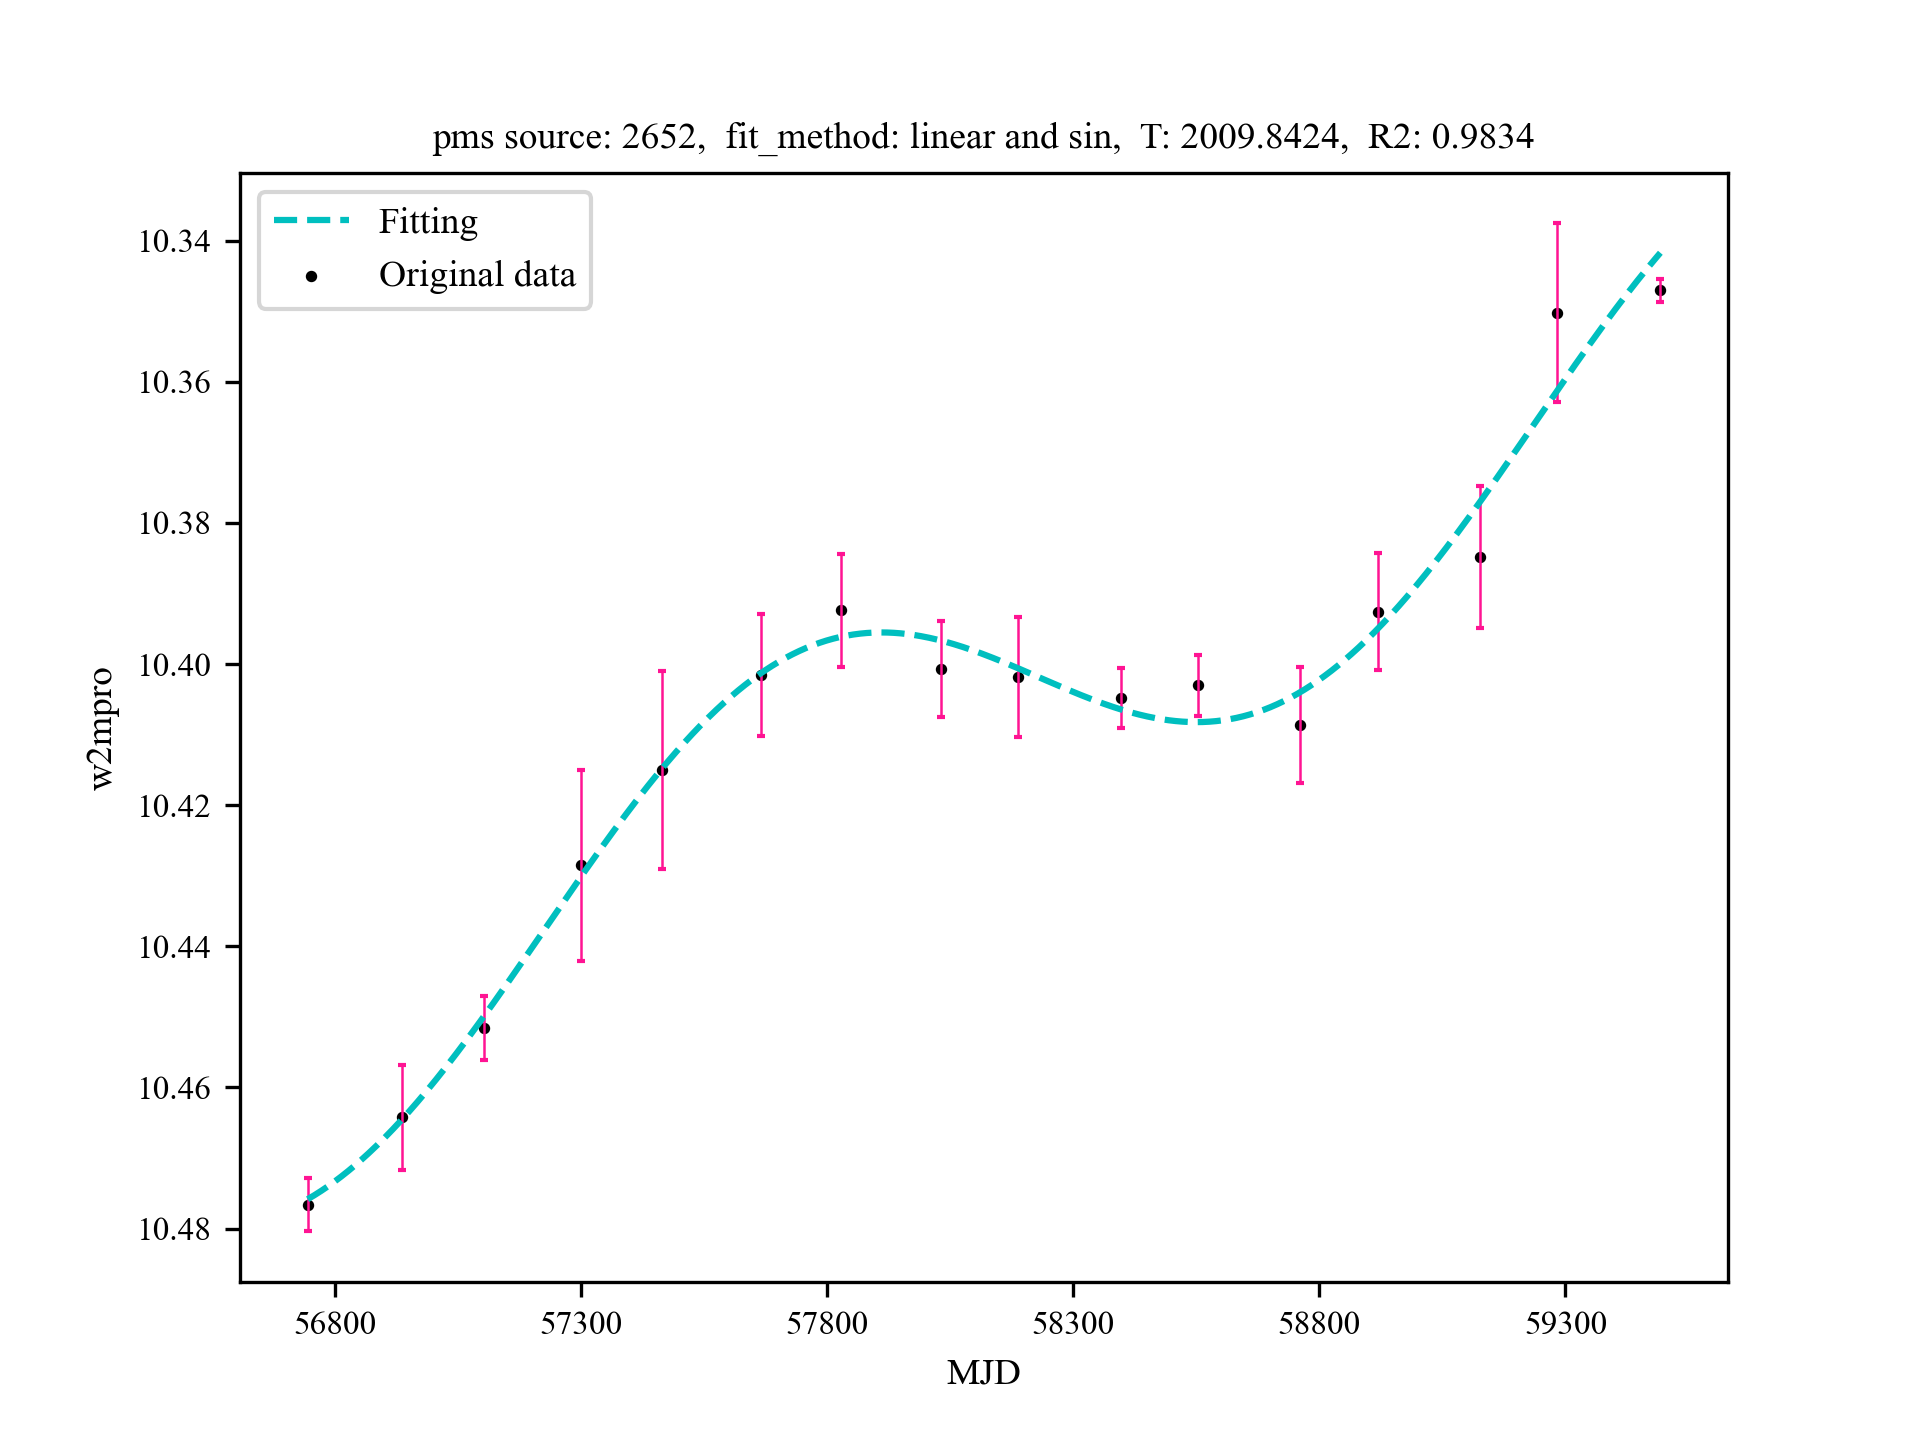 pms source: 2652, fit_method: linear and sin, T: 2009.8424, R2: 0.9834
Fitting
Original data
10.34
10.36
10.38
10.40
10.42
10.44
10.46
10.48
w2mpro
56800 57300 57800 58300 58800 59300
MJD